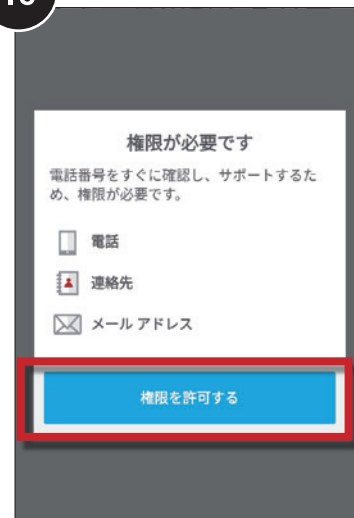 権限が必要です
電話番号をすぐに確認し、サポートするた
め、権限が必要です。
電話
連絡先
メール アドレス
権限を許可する